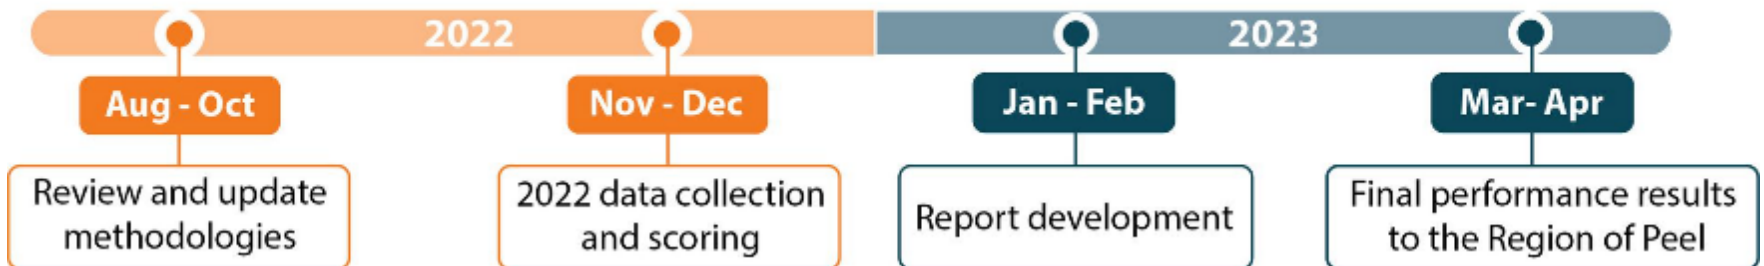 2022
2023
Aug - Oct
Nov - Dec
Jan - Feb
Mar- Apr
Review and update
methodologies
2022 data collection
and scoring
Report development
Final performance results
to the Region of Peel